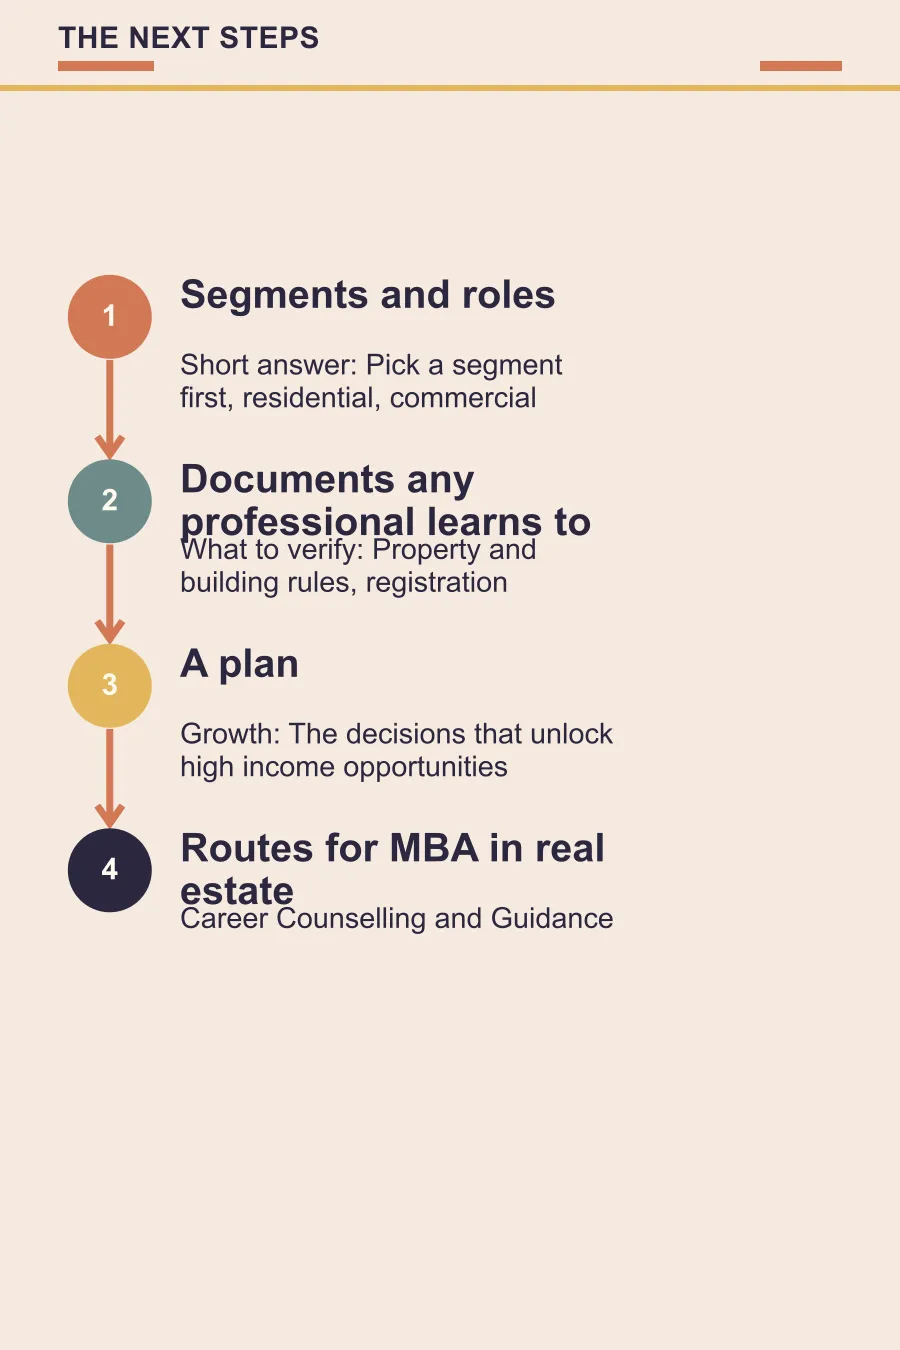 THE NEXT STEPS
1
Segments and roles
Short answer: Pick a segment
first, residential, commercial
2
Documents any
professional learns to
What to verify: Property and
building rules, registration
3
A plan
Growth: The decisions that unlock
high income opportunities
4
Routes for MBA in real
estate
Career Counselling and Guidance